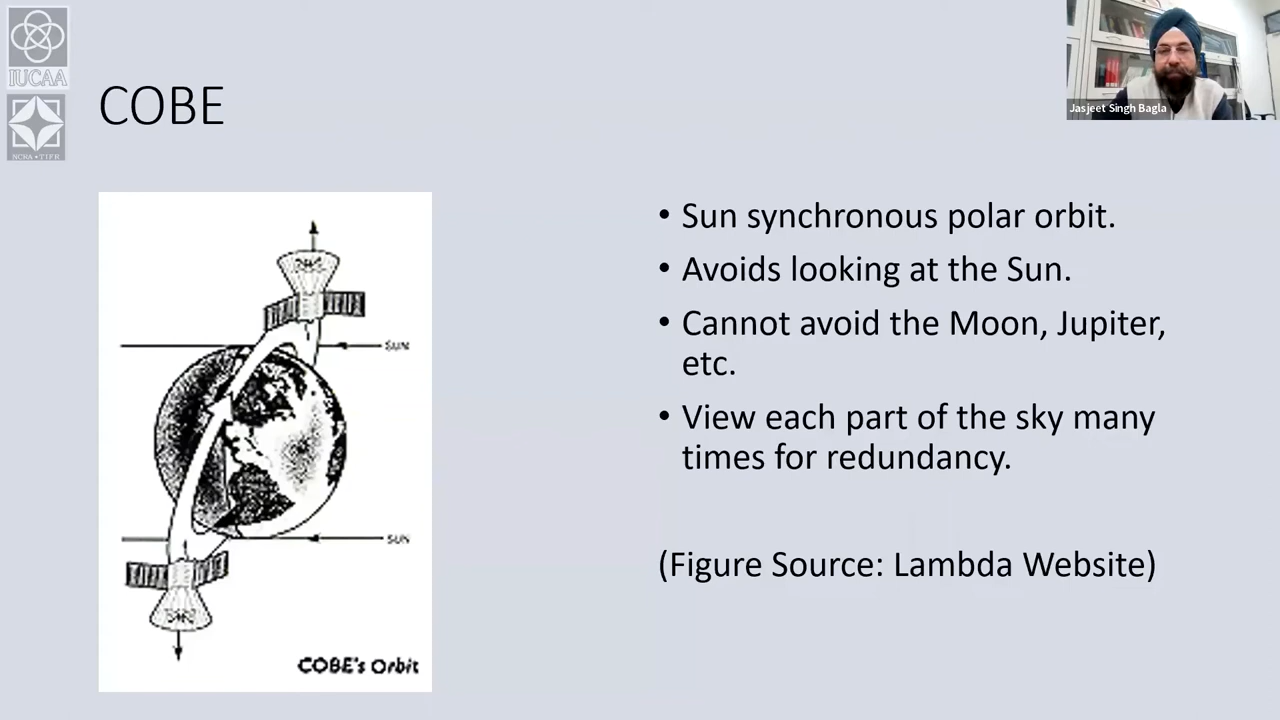 IUCAA
NCRA • TIFR
COBE
Jasjeet Singh Bagla
SUN
SUN
COBE's Orbit
• Sun synchronous polar orbit.
• Avoids looking at the Sun.
• Cannot avoid the Moon, Jupiter,
etc.
• View each part of the sky many
times for redundancy.
(Figure Source: Lambda Website)